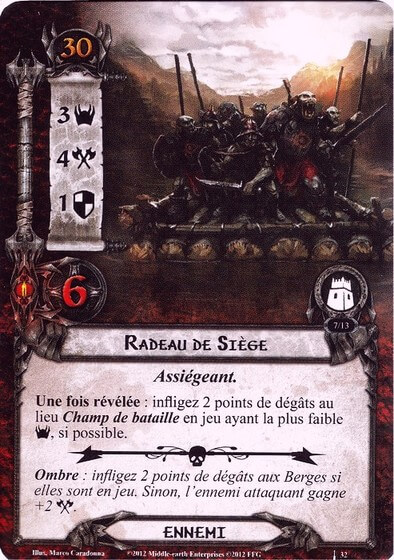 30
3
4
1
6
7/13
Radeau de Siège
Assiégeant.
Une fois révélée : infligez 2 points de dégâts au
lieu Champ de bataille en jeu ayant la plus faible
, si possible.
Ombre : infligez 2 points de dégâts aux Berges si
elles sont en jeu. Sinon, l'ennemi attaquant gagne
+2 .
ENNEMI
Illus. Marco Caradonna ©2012 Middle-earth Enterprises ©2012 FFG 32